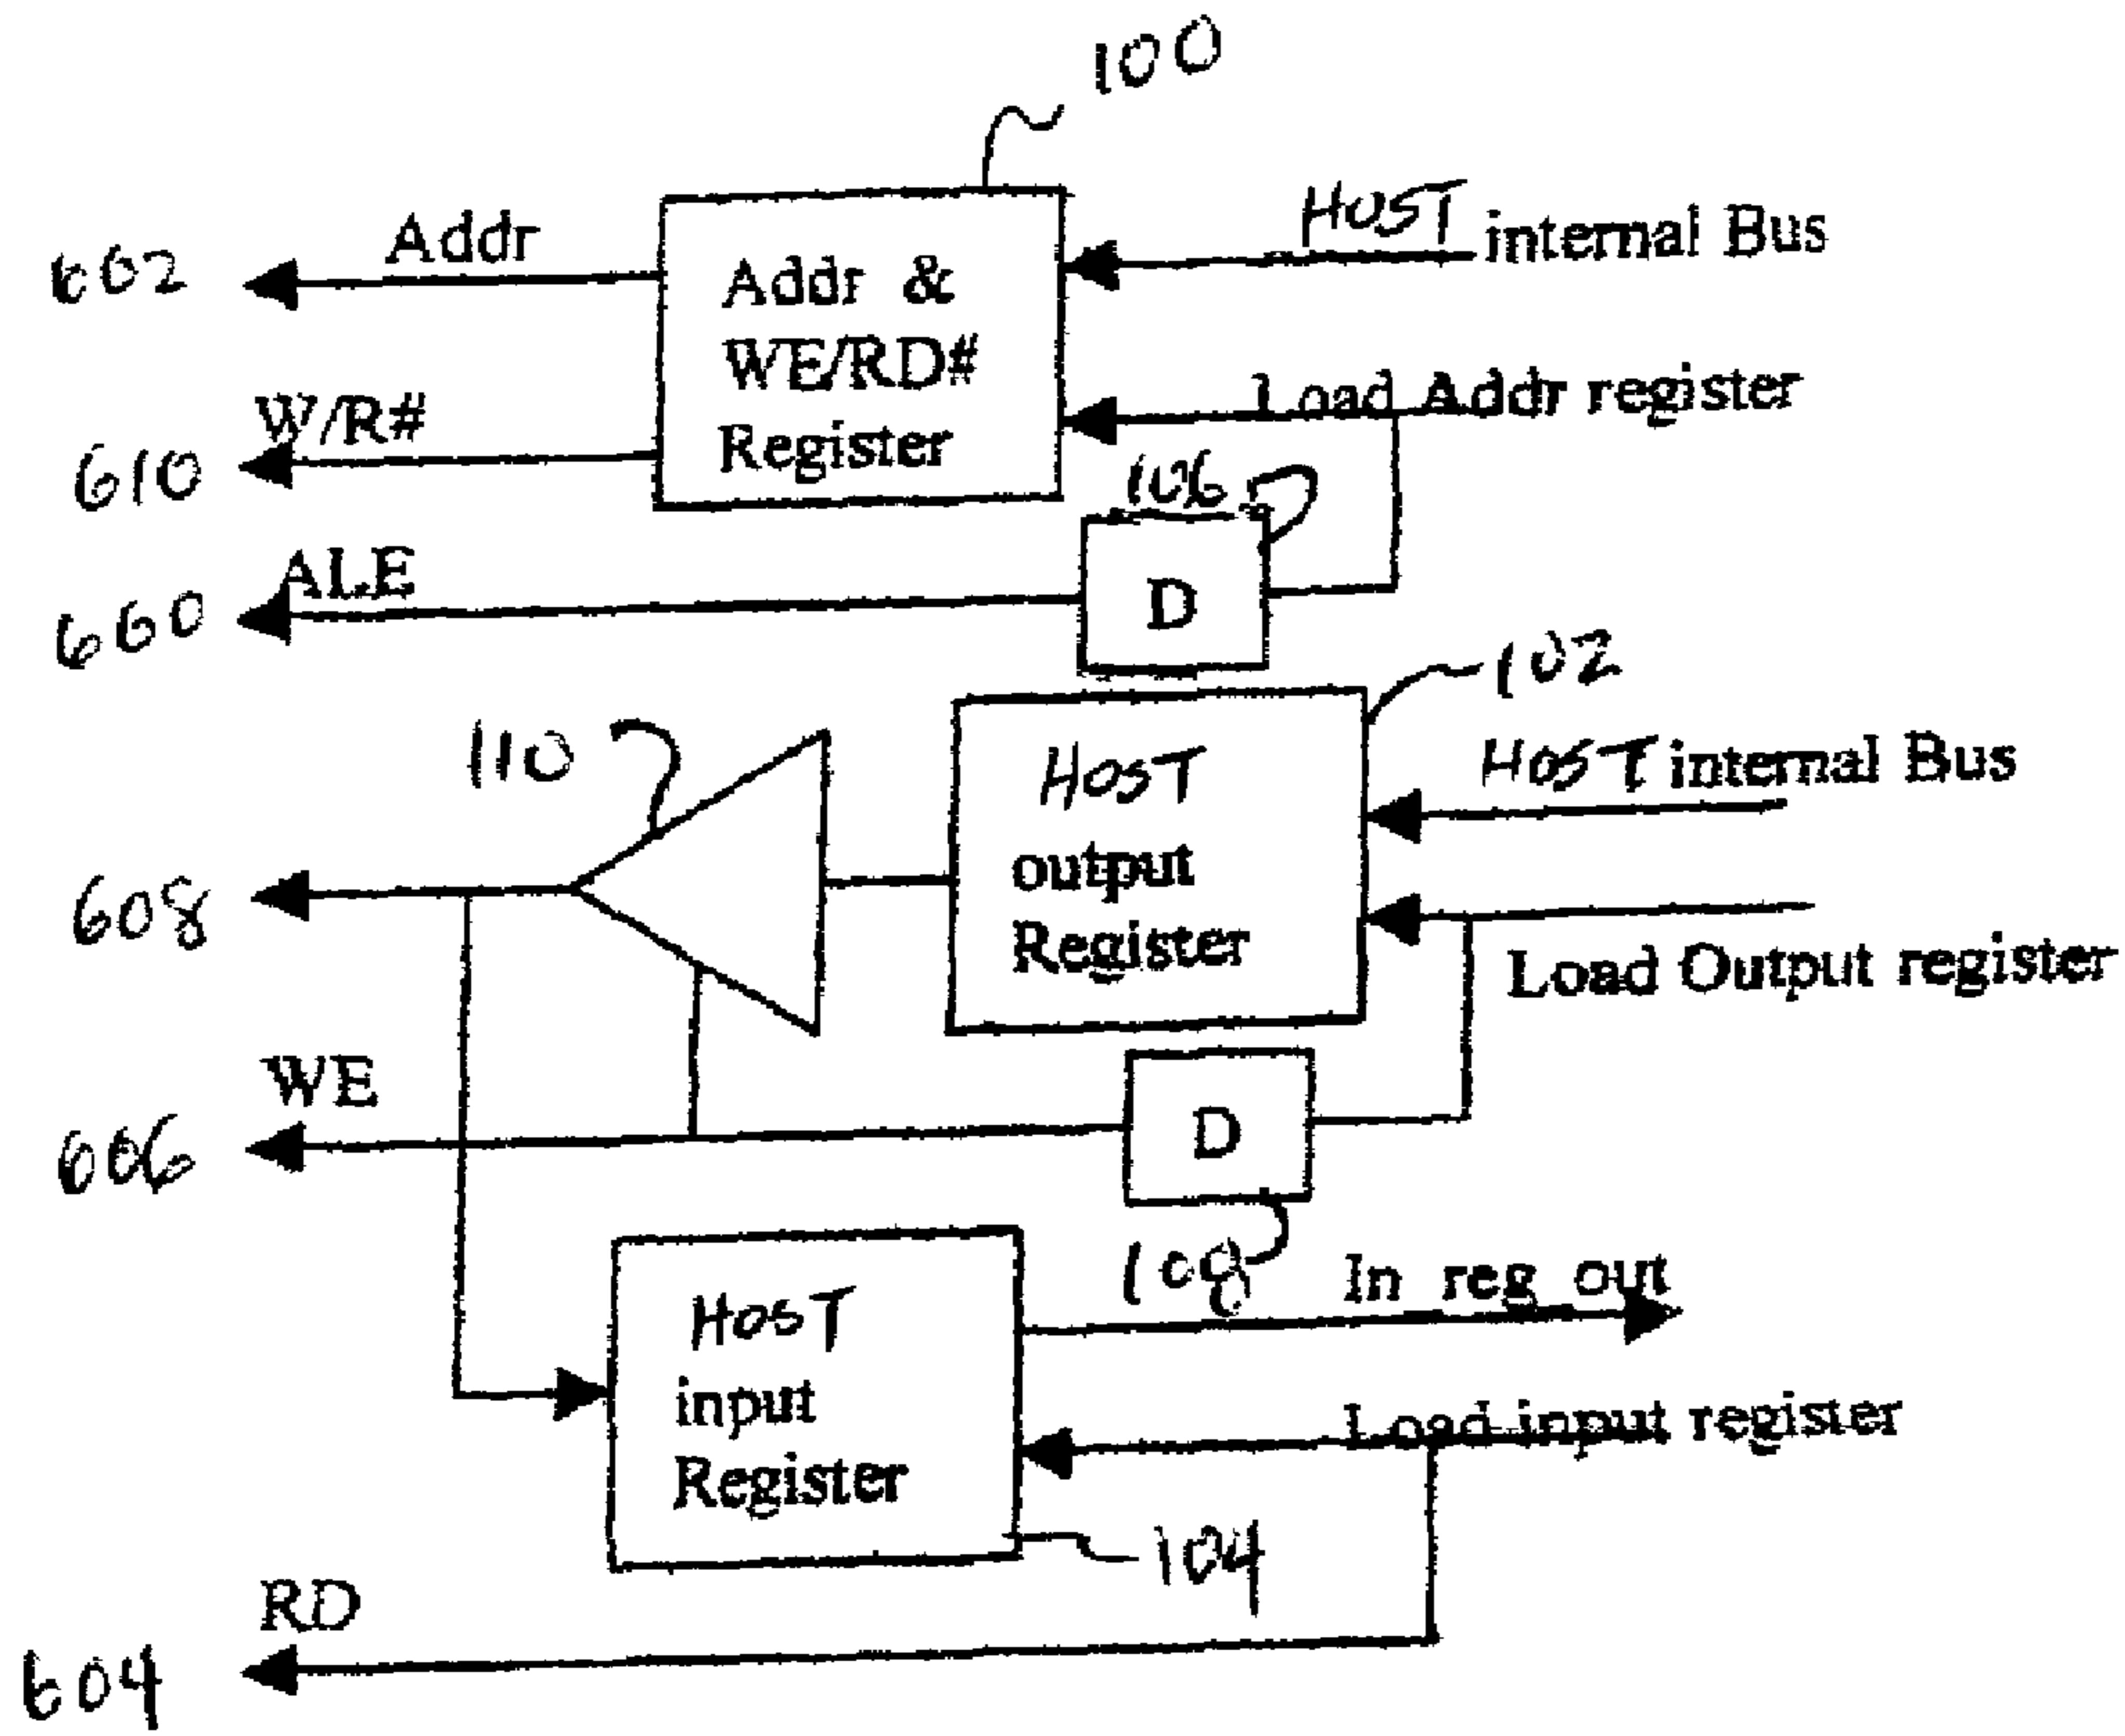 100
HOST internal Bus
602
Addr
Addr &
WE/RD#
Register
Load Addr register
W/R#
610
106
ALE
660
D
102
110
HOST
output
Register
HOST internal Bus
608
Load Output register
WE
606
D
108
In reg out
HOST
input
Register
Load input register
104
RD
604